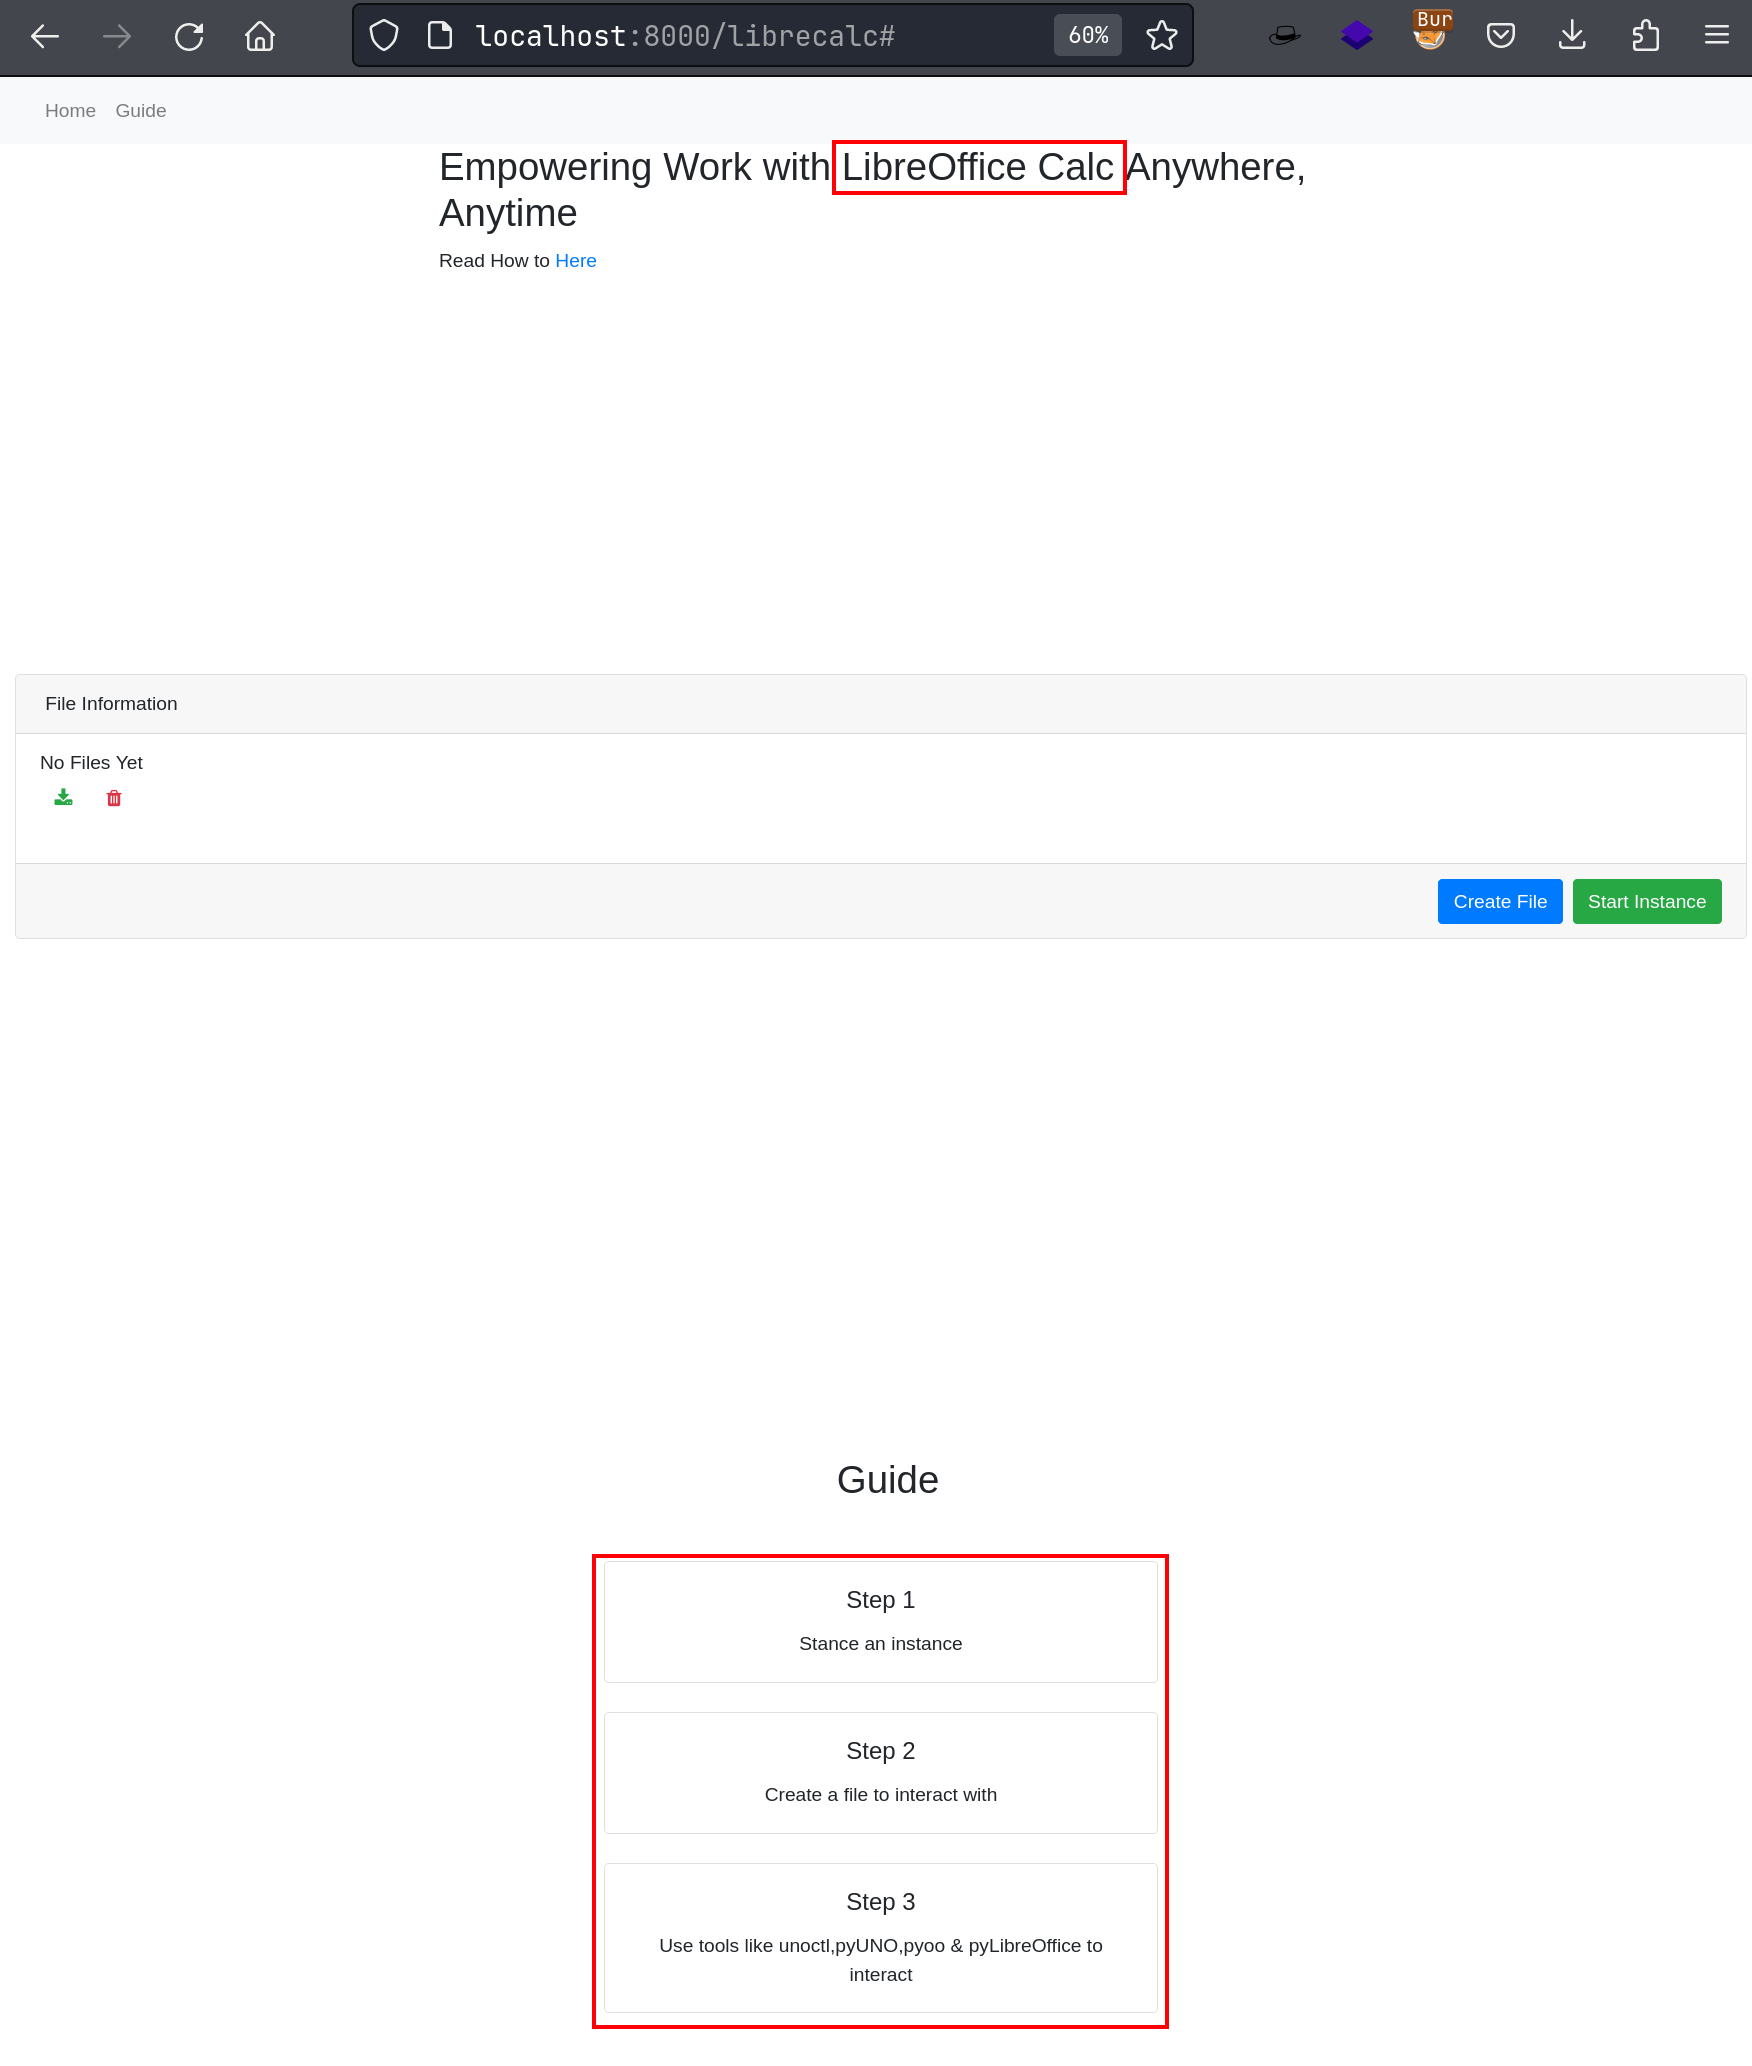 localhost:8000/librecalc#
60%
Bur
Home Guide
Empowering Work with LibreOffice Calc Anywhere,
Anytime
Read How to Here
File Information
No Files Yet
Create File Start Instance
Guide
Step 1
Stance an instance
Step 2
Create a file to interact with
Step 3
Use tools like unoctl,pyUNO,pyoo & pyLibreOffice to
interact